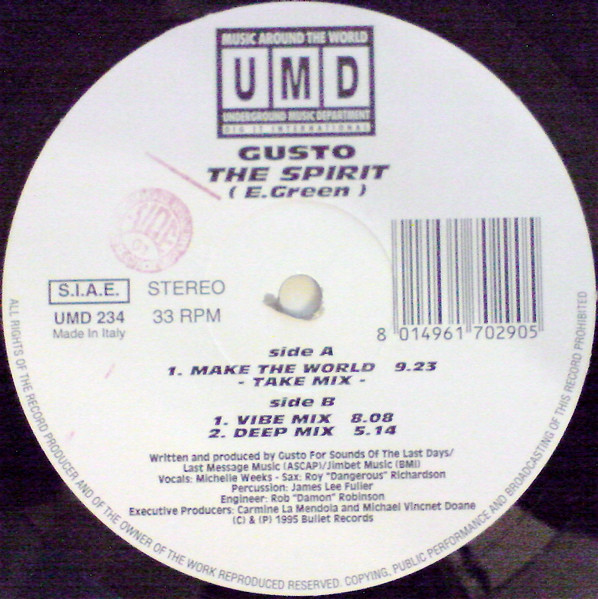 MUSIC AROUND THE WORLD
UMD
UNDERGROUND MUSIC DEPARTMENT
DIG IT INTERNATIONAL
GUSTO
THE SPIRIT
( E.Green )
S.I.A.E. STEREO
UMD 234 33 RPM
Made In Italy
8 014961 702905
side A
1. MAKE THE WORLD 9.23
- TAKE MIX -
side B
1. VIBE MIX 8.08
2. DEEP MIX 5.14
Written and produced by Gusto For Sounds Of The Last Days/
Last Message Music (ASCAP)/Jimbet Music (BMI)
Vocals: Michelle Weeks - Sax: Roy "Dangerous" Richardson
Percussion: James Lee Fuller
Engineer: Rob "Damon" Robinson
Executive Producers: Carmine La Mendola and Michael Vincnet Doane
(C) & (P) 1995 Bullet Records
ALL RIGHTS OF THE RECORD PRODUCER AND OF THE OWNER OF THE WORK REPRODUCED RESERVED. COPYING, PUBLIC PERFORMANCE AND BROADCASTING OF THIS RECORD PROHIBITED